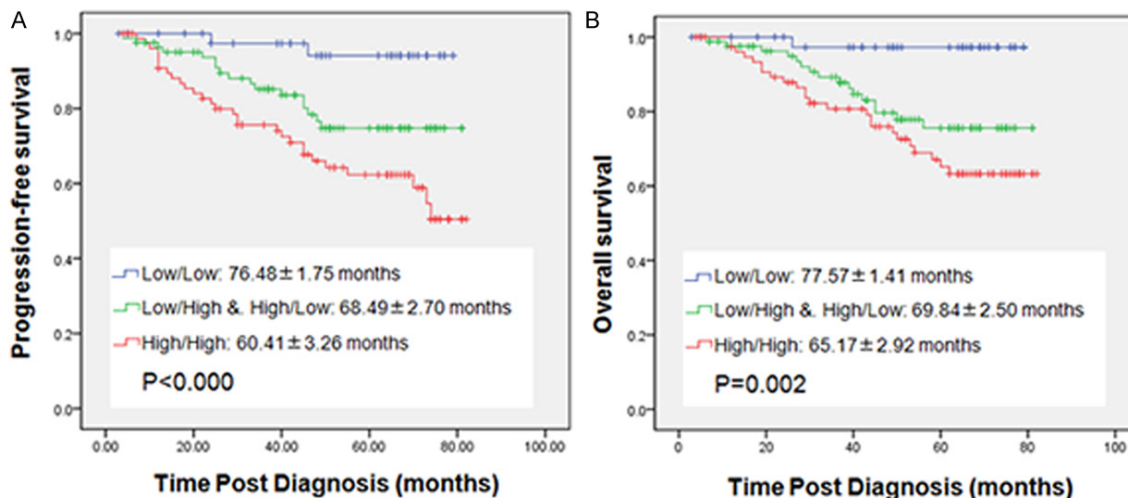 A
Progression-free survival
1.0
0.8
0.6
0.4
0.2
0.0
Low/Low: 76.48±1.75 months
Low/High &. High/Low: 68.49±2.70 months
High/High: 60.41±3.26 months
P<0.000
0.00 20.00 40.00 60.00 80.00 100.00
Time Post Diagnosis (months)
B
Overall survival
1.0
0.8
0.6
0.4
0.2
0.0
Low/Low: 77.57±1.41 months
Low/High &. High/Low: 69.84±2.50 months
High/High: 65.17±2.92 months
P=0.002
0 20 40 60 80 100
Time Post Diagnosis (months)